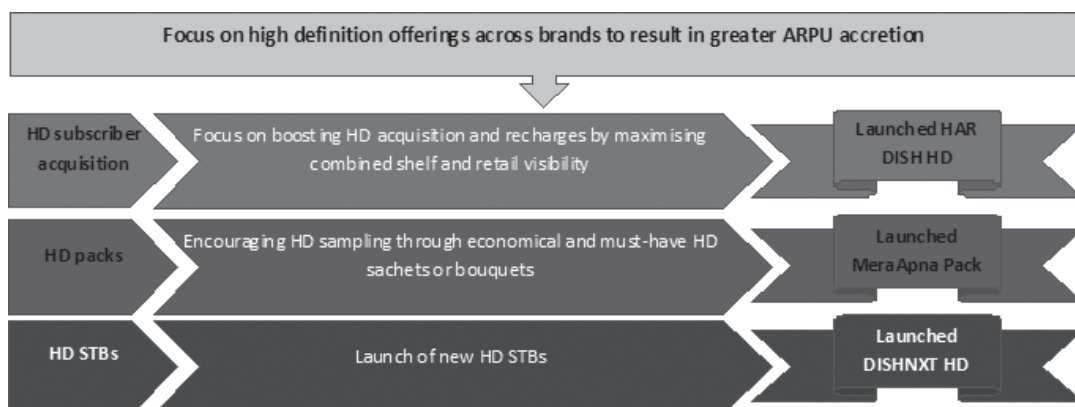 Focus on high definition offerings across brands to result in greater ARPU accretion
HD subscriber
acquisition
Focus on boosting HD acquisition and recharges by maximising
combined shelf and retail visibility
Launched HAR
DISH HD
HD packs
Encouraging HD sampling through economical and must-have HD
sachets or bouquets
Launched
MeraApna Pack
HD STBs
Launch of new HD STBs
Launched
DISHNXT HD